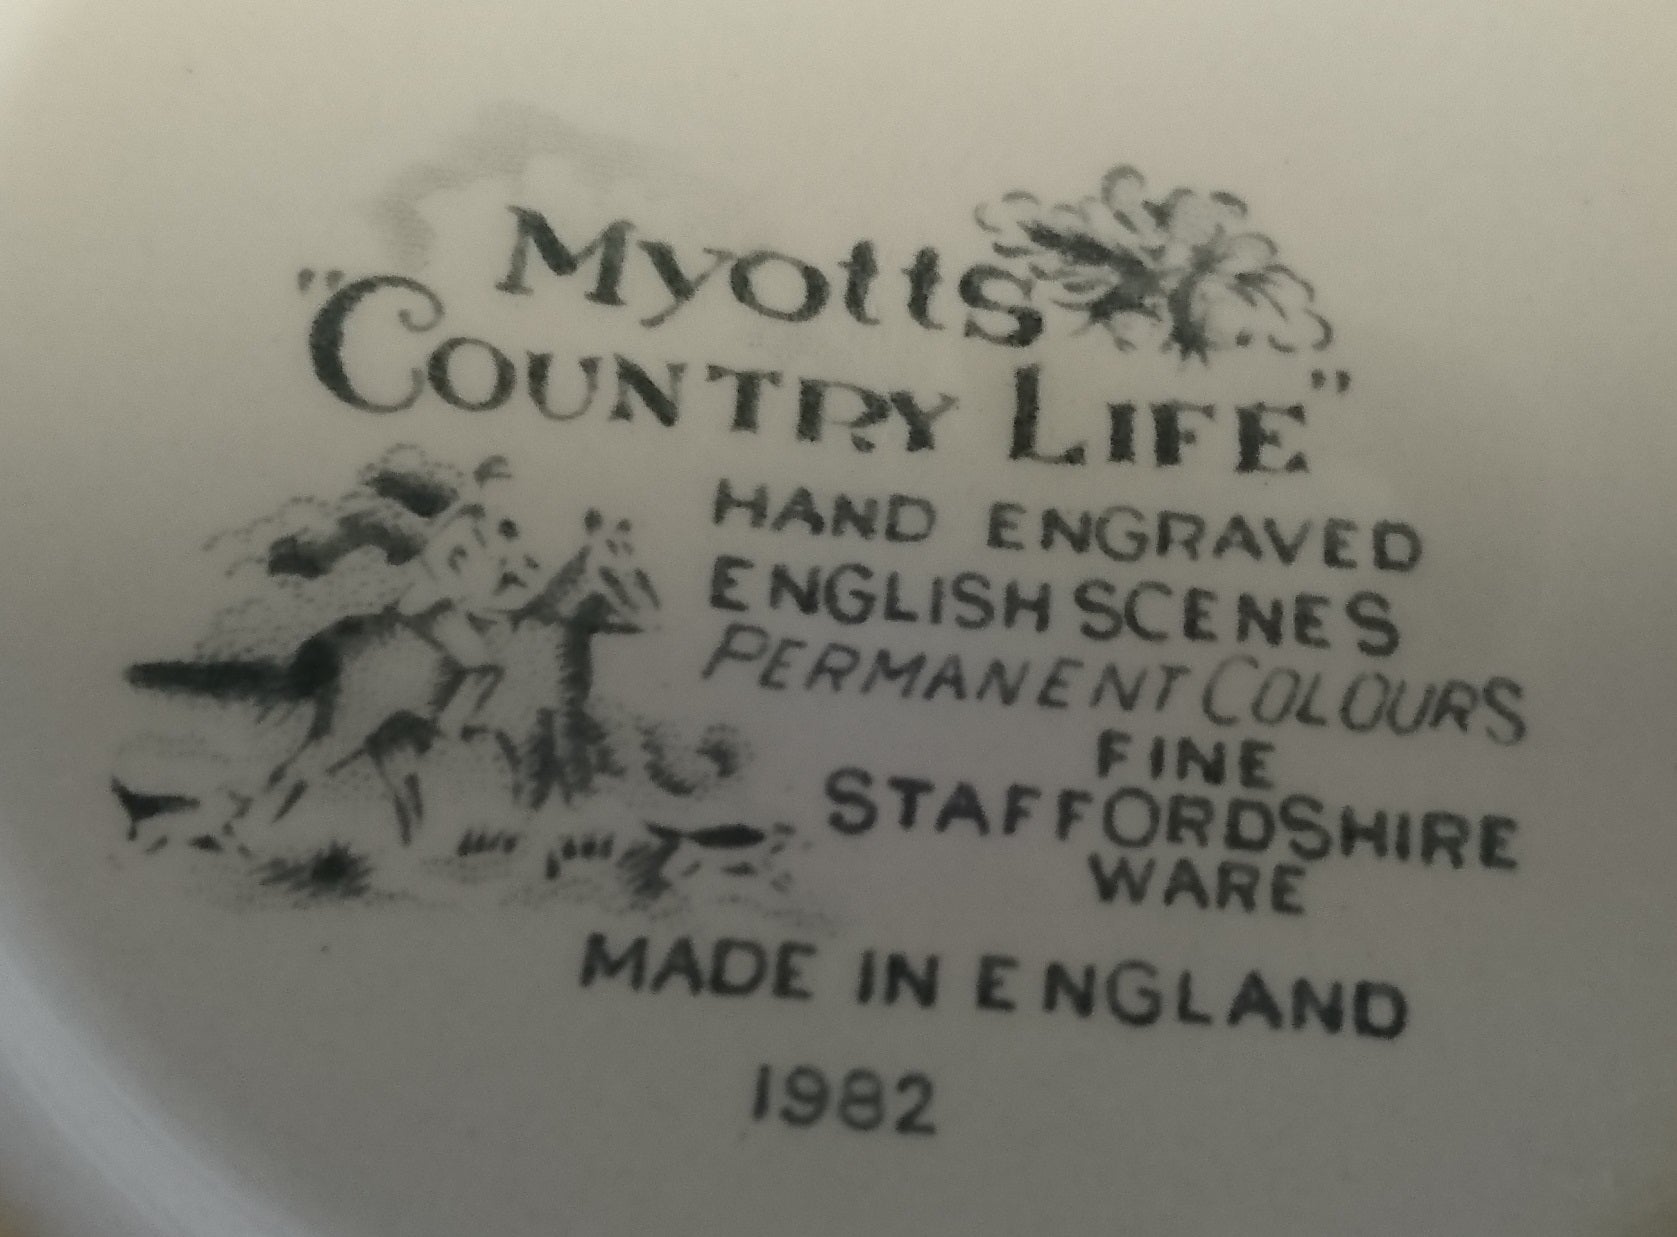 Myotts
"COUNTRY LIFE"
HAND ENGRAVED
ENGLISH SCENES
PERMANENT COLOURS
FINE
STAFFORDSHIRE
WARE
MADE IN ENGLAND
1982